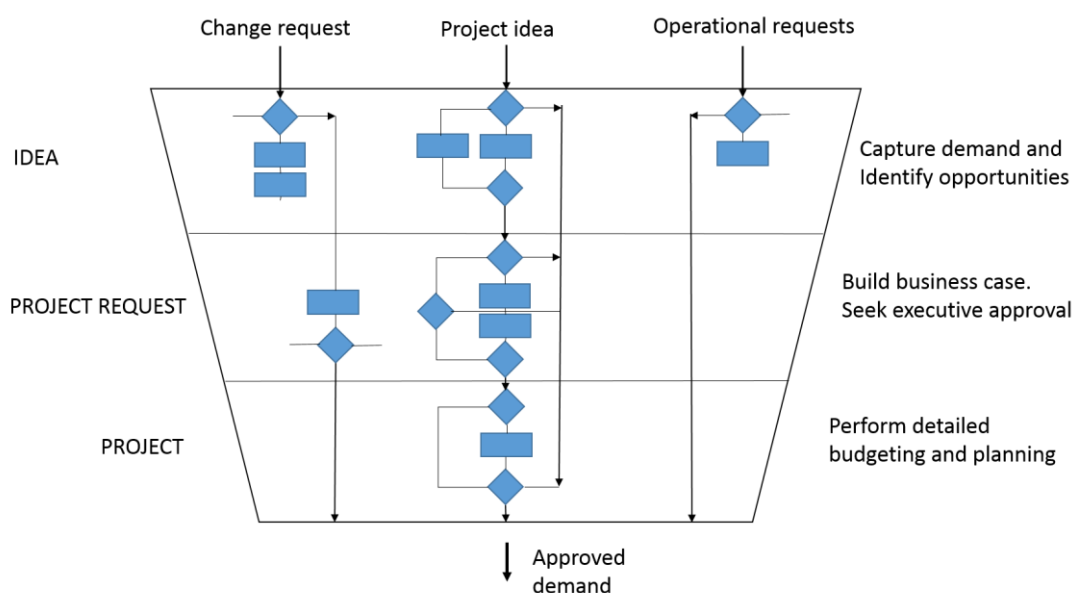 Change request
Project idea
Operational requests
IDEA
Capture demand and
Identify opportunities
PROJECT REQUEST
Build business case.
Seek executive approval
PROJECT
Perform detailed
budgeting and planning
Approved
demand